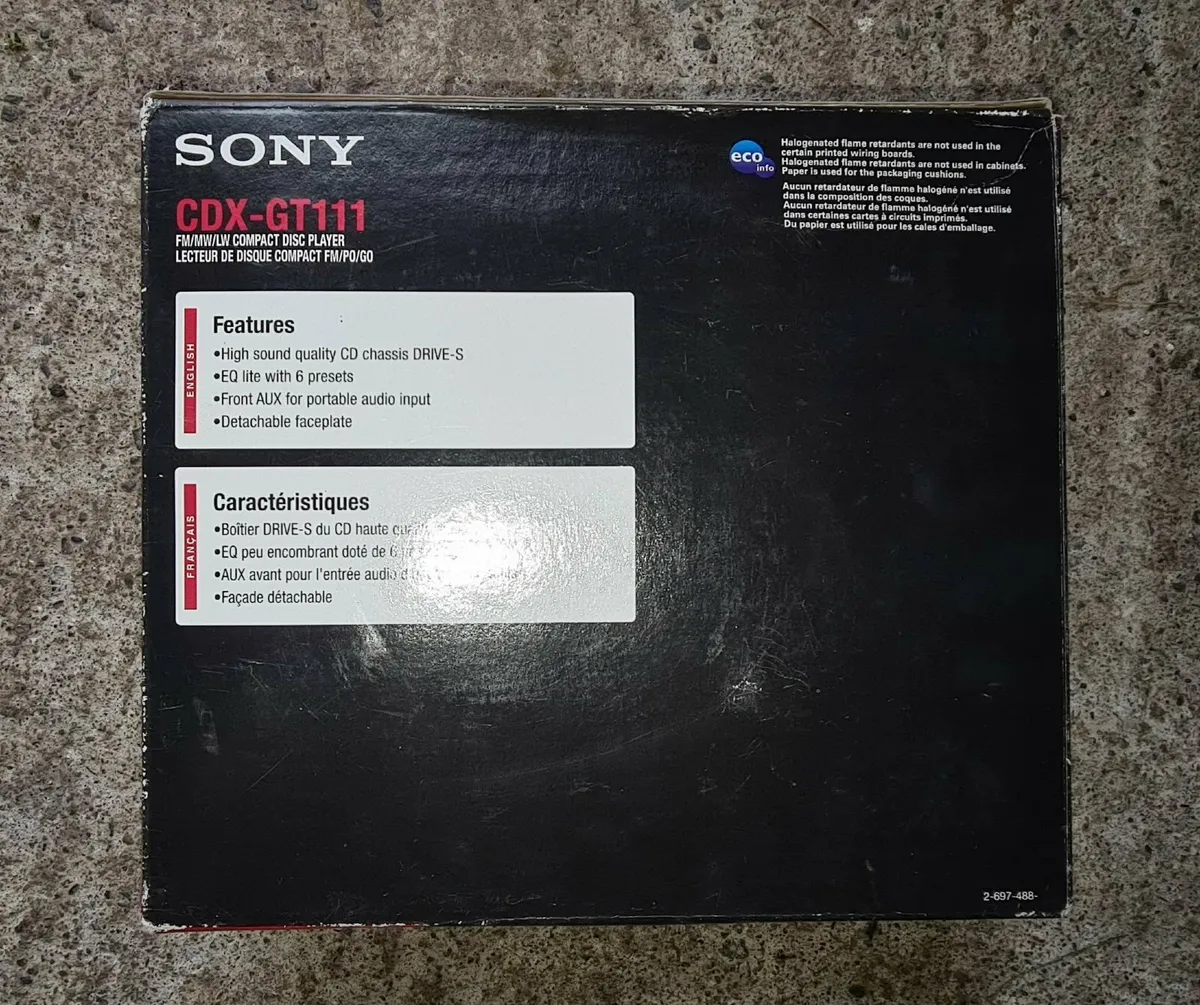 SONY
CDX-GT111
FM/MW/LW COMPACT DISC PLAYER
LECTEUR DE DISQUE COMPACT FM/PO/GO
eco
info
Halogenated flame retardants are not used in the
certain printed wiring boards.
Halogenated flame retardants are not used in cabinets.
Paper is used for the packaging cushions.
Aucun retardateur de flamme halogéné n'est utilisé
dans la composition des coques.
Aucun retardateur de flamme halogéné n'est utilisé
dans certaines cartes à circuits imprimés.
Du papier est utilisé pour les cales d'emballage.
ENGLISH
Features
•High sound quality CD chassis DRIVE-S
•EQ lite with 6 presets
•Front AUX for portable audio input
•Detachable faceplate
FRANÇAIS
Caractéristiques
•Boîtier DRIVE-S du CD haute
•EQ peu encombrant doté de 6
•AUX avant pour l'entrée audio
•Façade détachable
2-697-488-